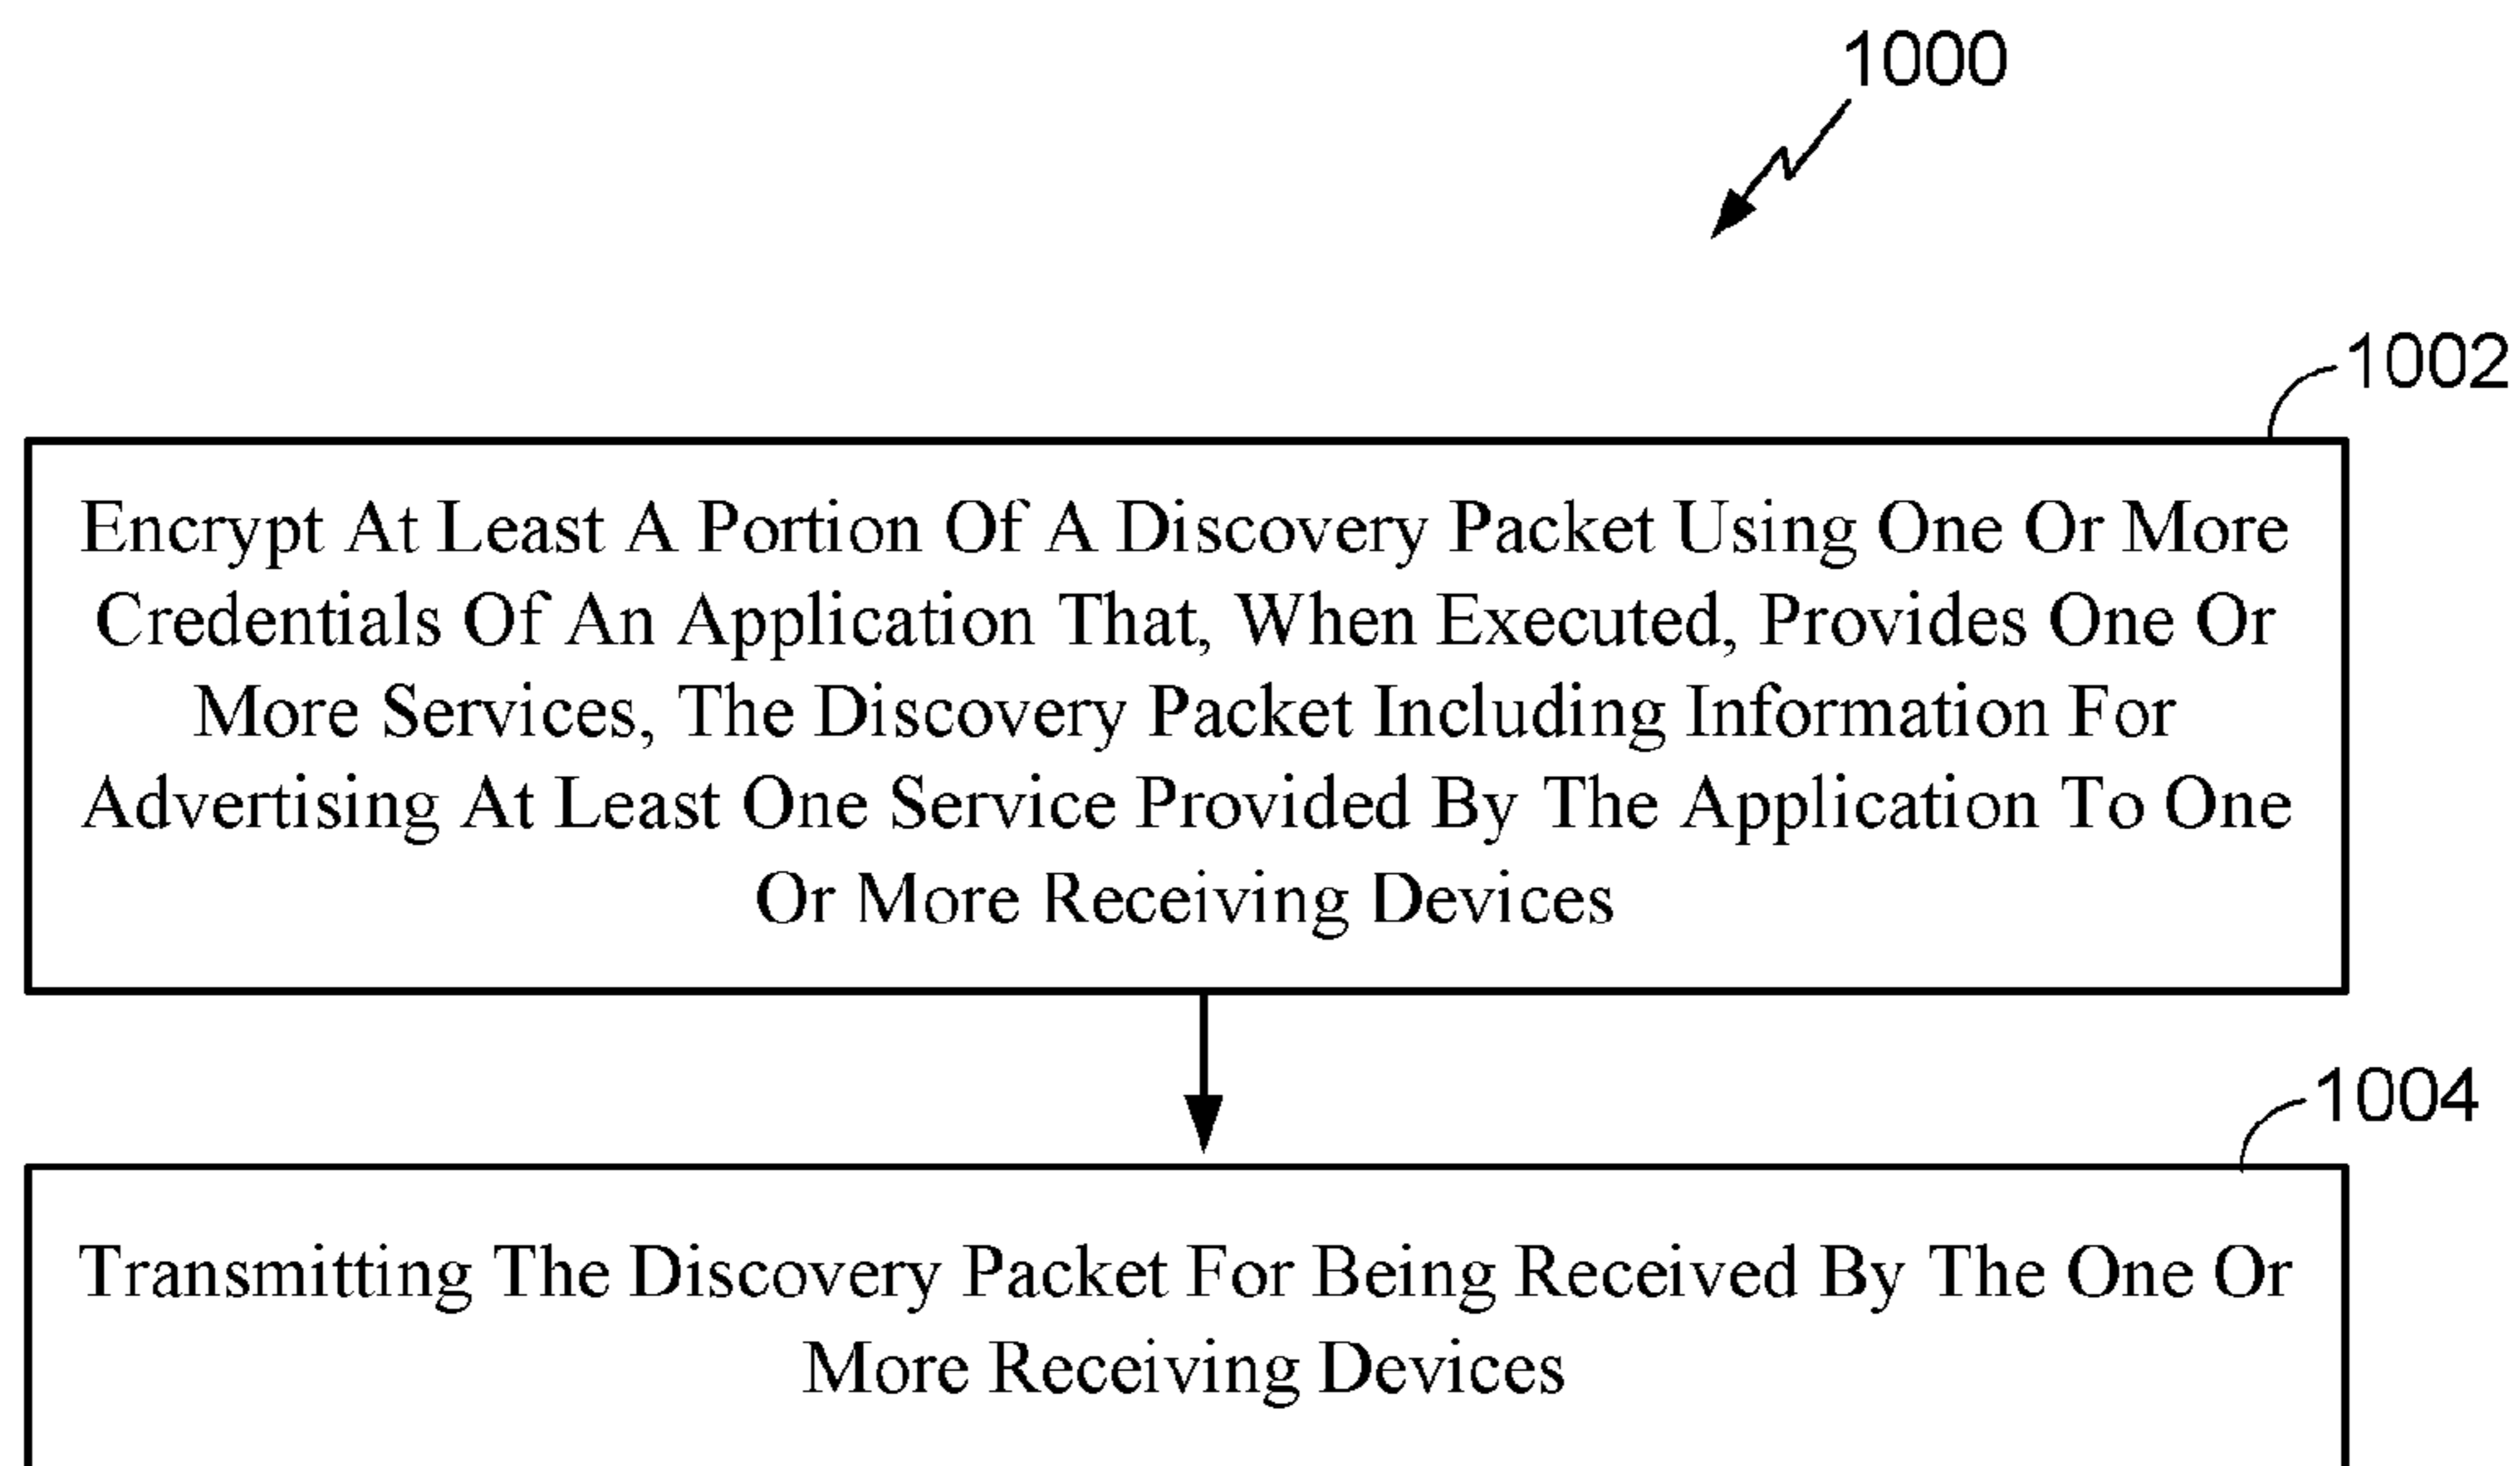 1000
1002
Encrypt At Least A Portion Of A Discovery Packet Using One Or More
Credentials Of An Application That, When Executed, Provides One Or
More Services, The Discovery Packet Including Information For
Advertising At Least One Service Provided By The Application To One
Or More Receiving Devices
1004
Transmitting The Discovery Packet For Being Received By The One Or
More Receiving Devices